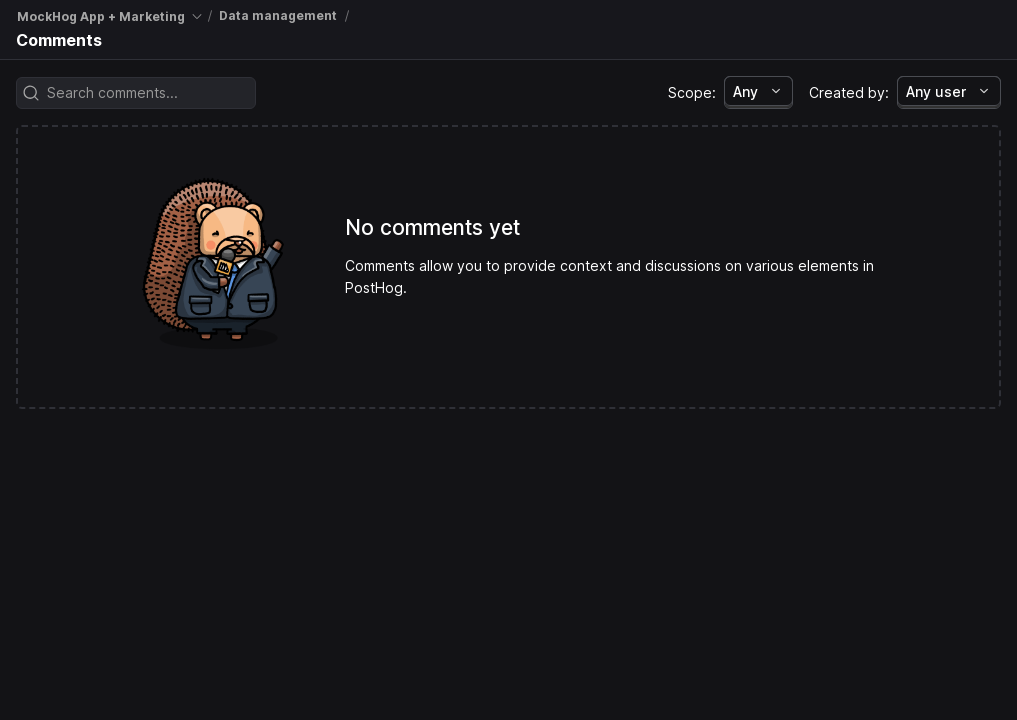 MockHog App + Marketing / Data management /
Comments
Search comments...
Scope: Any Created by: Any user
No comments yet
Comments allow you to provide context and discussions on various elements in
PostHog.